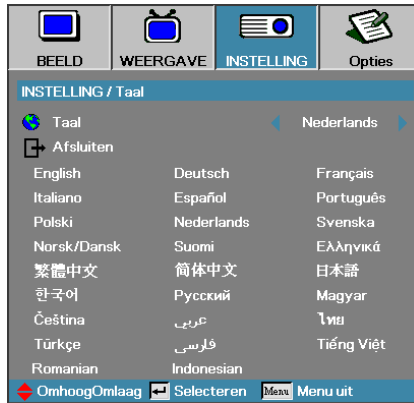 BEELD WEERGAVE INSTELLING Opties
INSTELLING / Taal
Taal Nederlands
Afsluiten
English Deutsch Français
Italiano Español Português
Polski Nederlands Svenska
Norsk/Dansk Suomi Ελληνικά
繁體中文 简体中文 日本語
한국어 Русский Magyar
Čeština عربي ไทย
Türkçe فارسی Tiếng Việt
Romanian Indonesian
OmhoogOmlaag Selecteren Menu Menu uit